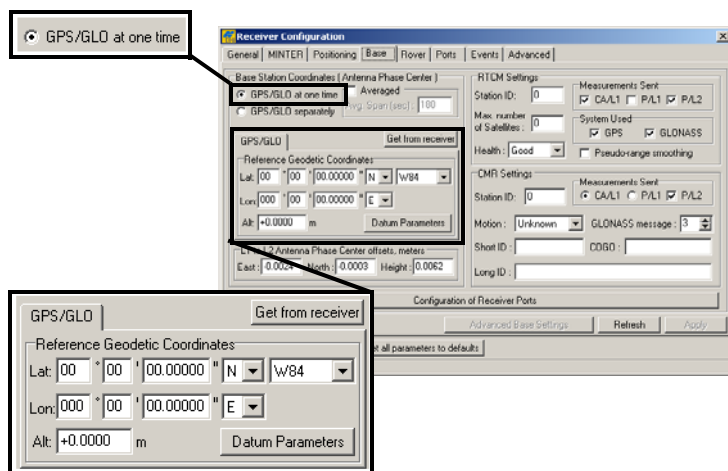 GPS/GLO at one time
Receiver Configuration
General MINTER Positioning Base Rover Ports Events Advanced
Base Station Coordinates (Antenna Phase Center)
GPS/GLO at one time Averaged
GPS/GLO separately Avg. Span (sec): 180
GPS/GLO Get from receiver
Reference Geodetic Coordinates
Lat: 00 ° 00 ' 00.00000 " N W84
Lon: 000 ° 00 ' 00.00000 " E
Alt: +0.0000 m Datum Parameters
L2 Antenna Phase Center offsets, meters
East: -0.0024 North: -0.0003 Height: 0.0062
RTCM Settings
Station ID: 0
Measurements Sent
CA/L1 P/L1 P/L2
Max. number of Satellites: 0
System Used
GPS GLONASS
Health: Good Pseudo-range smoothing
CMR Settings
Station ID: 0
Measurements Sent
CA/L1 P/L1 P/L2
Motion: Unknown GLONASS message: 3
Short ID: COGO:
Long ID:
Configuration of Receiver Ports
Advanced Base Settings Refresh Apply
all parameters to defaults
GPS/GLO Get from receiver
Reference Geodetic Coordinates
Lat: 00 ° 00 ' 00.00000 " N W84
Lon: 000 ° 00 ' 00.00000 " E
Alt: +0.0000 m Datum Parameters